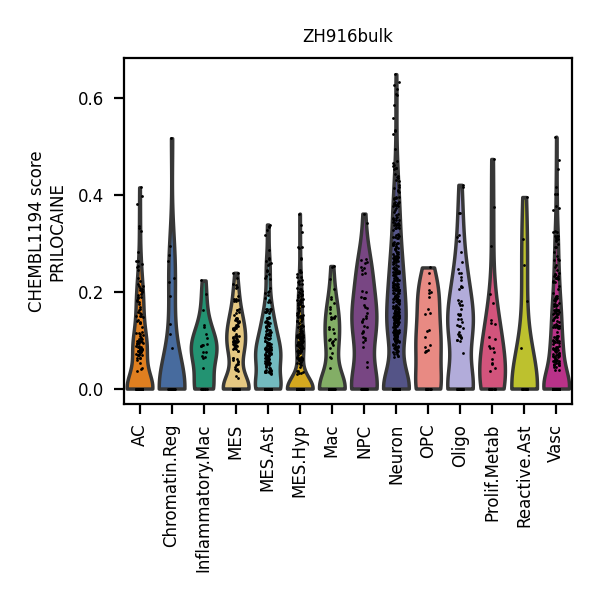 ZH916bulk
CHEMBL1194 score
PRILOCAINE
0.6
0.4
0.2
0.0
AC
Chromatin.Reg
Inflammatory.Mac
MES
MES.Ast
MES.Hyp
Mac
NPC
Neuron
OPC
Oligo
Prolif.Metab
Reactive.Ast
Vasc